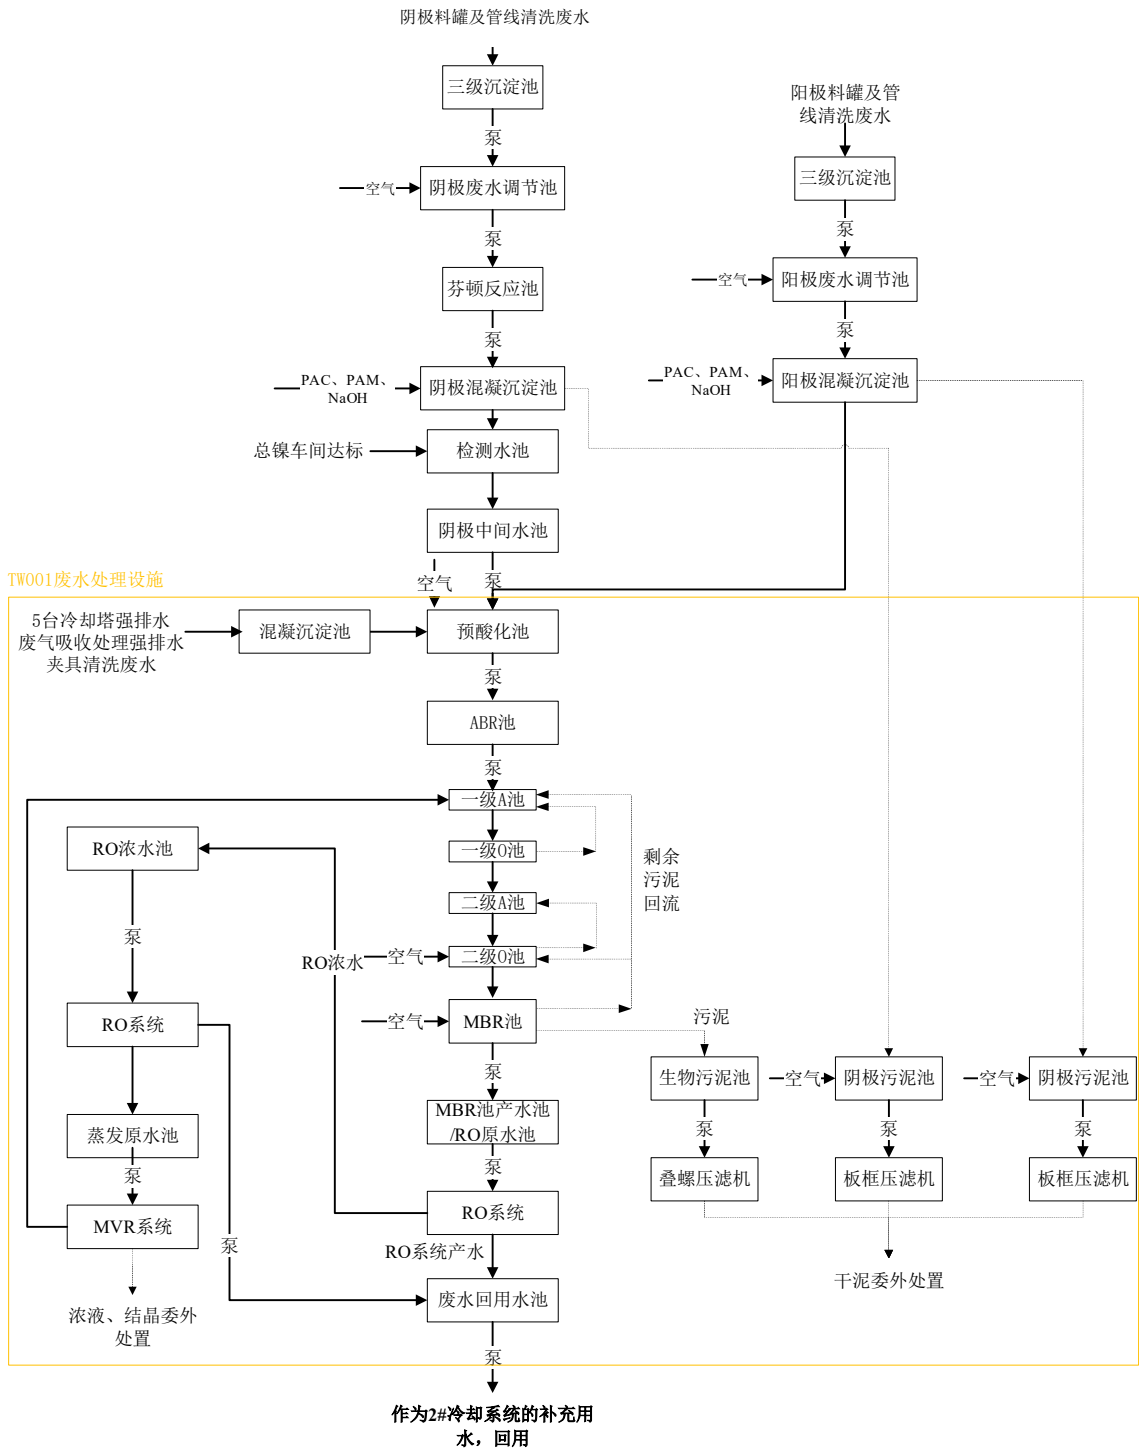 阴极料罐及管线清洗废水
三级沉淀池
泵
空气
阴极废水调节池
泵
芬顿反应池
泵
PAC、PAM、
NaOH
阴极混凝沉淀池
总镍车间达标
检测水池
阴极中间水池
空气
泵
阳极料罐及管
线清洗废水
三级沉淀池
泵
空气
阳极废水调节池
泵
PAC、PAM、
NaOH
阳极混凝沉淀池
TW001废水处理设施
5台冷却塔强排水
废气吸收处理强排水
夹具清洗废水
混凝沉淀池
预酸化池
泵
ABR池
泵
一级A池
一级O池
二级A池
空气
二级O池
空气
MBR池
剩余
污泥
回流
污泥
泵
MBR池产水池
/RO原水池
泵
RO系统
RO浓水
RO系统产水
废水回用水池
泵
RO浓水池
泵
RO系统
蒸发原水池
泵
MVR系统
泵
浓液、结晶委外
处置
生物污泥池
泵
叠螺压滤机
空气
阴极污泥池
泵
板框压滤机
空气
阴极污泥池
泵
板框压滤机
干泥委外处置
作为2#冷却系统的补充用
水，回用